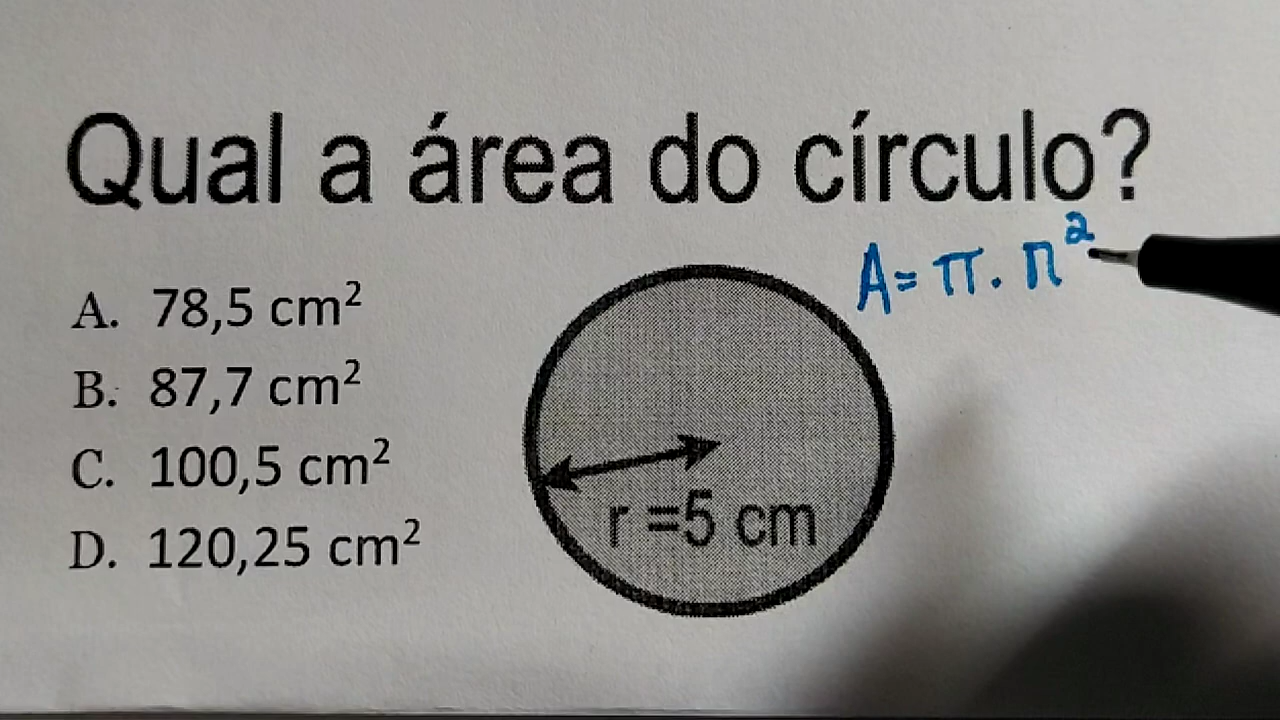 Qual a área do círculo?
A = π . r²
A. 78,5 cm²
B. 87,7 cm²
C. 100,5 cm²
D. 120,25 cm²
r =5 cm